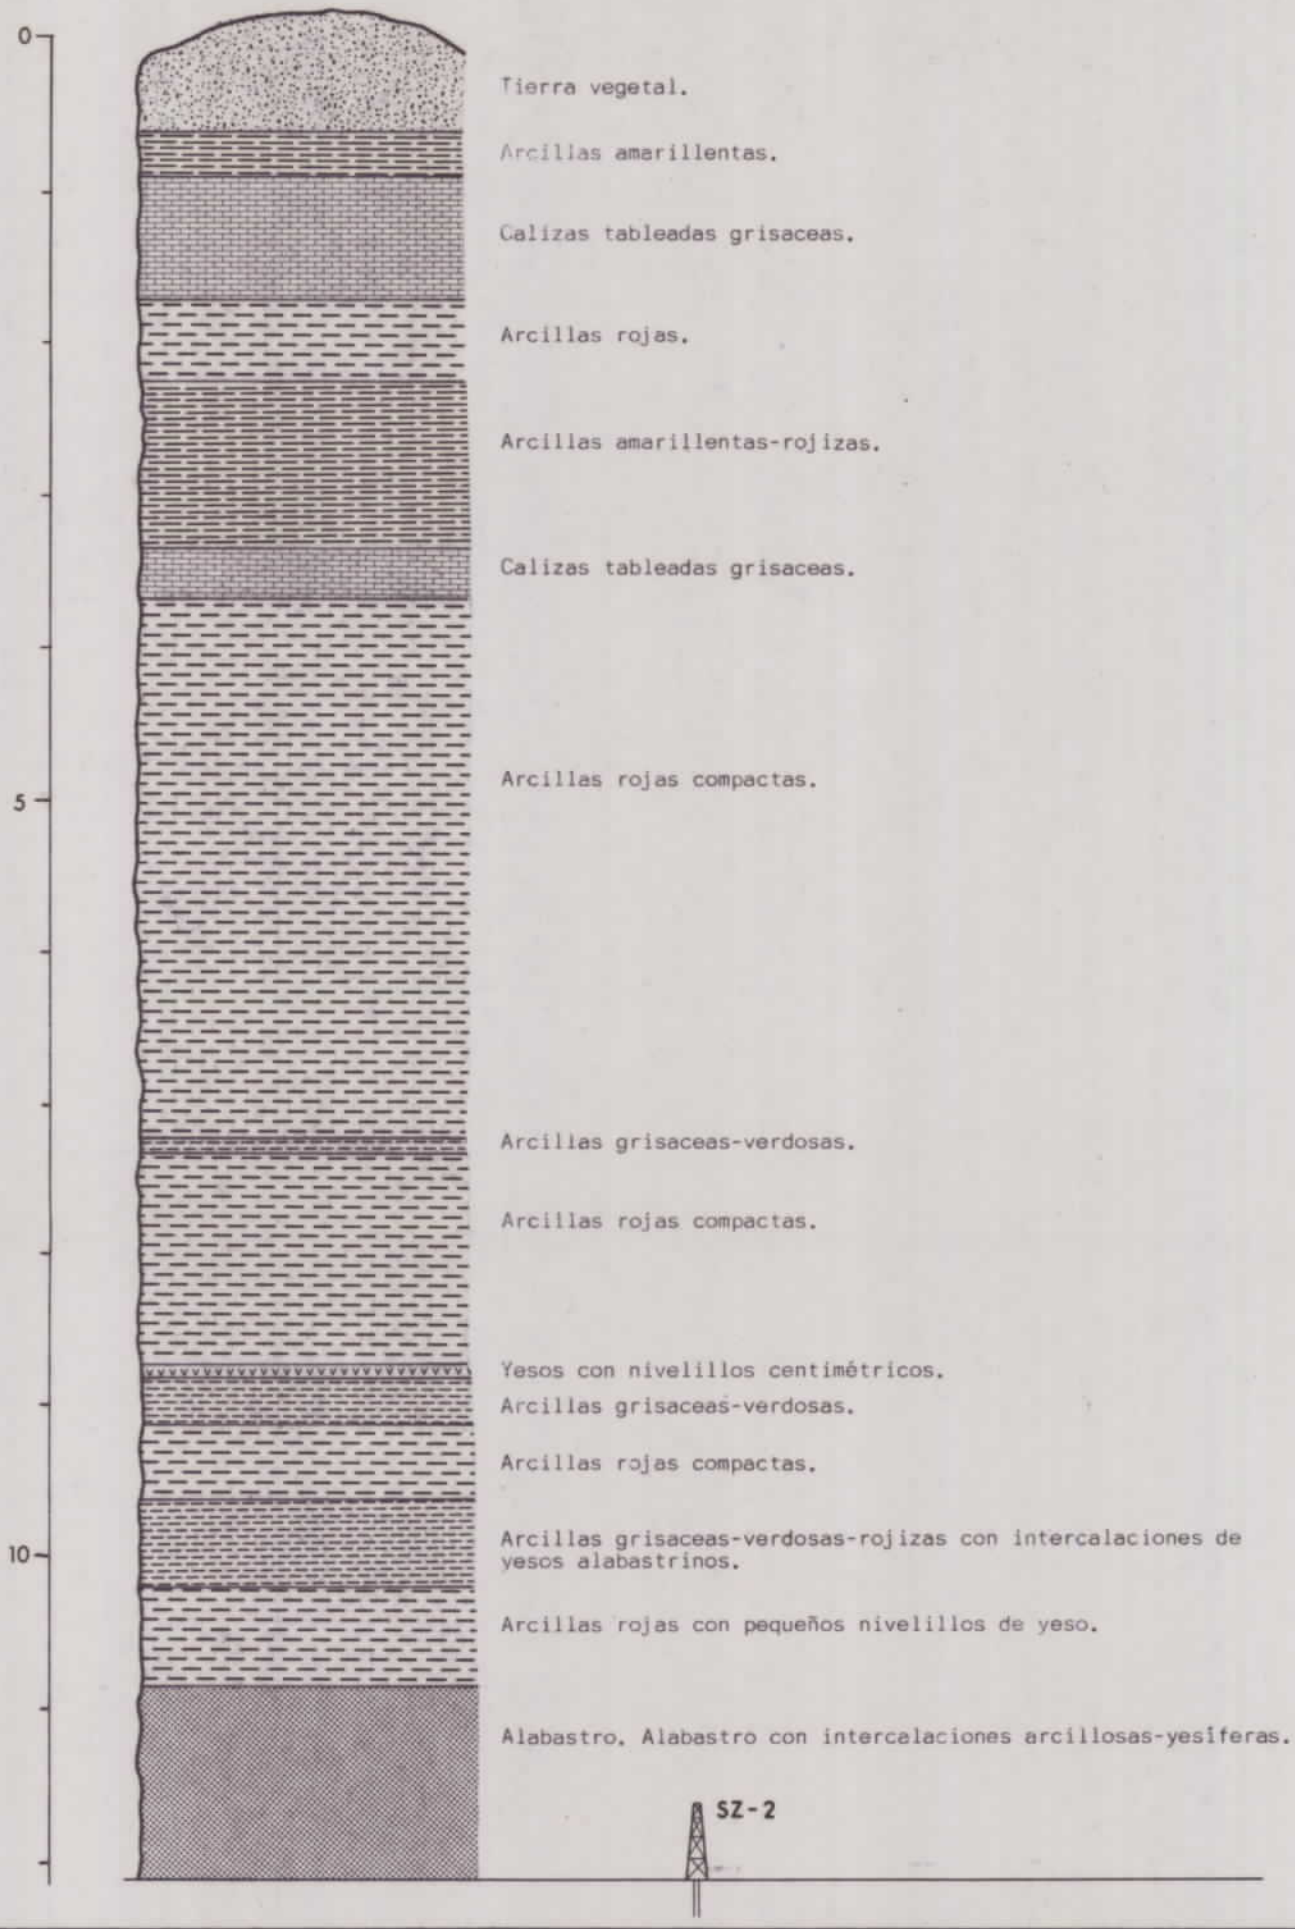 0
Tierra vegetal.
Arcillas amarillentas.
Calizas tableadas grisaceas.
Arcillas rojas.
Arcillas amarillentas-rojizas.
Calizas tableadas grisaceas.
Arcillas rojas compactas.
5
Arcillas grisaceas-verdosas.
Arcillas rojas compactas.
Yesos con nivelillos centimétricos.
Arcillas grisaceas-verdosas.
Arcillas rojas compactas.
Arcillas grisaceas-verdosas-rojizas con intercalaciones de
yesos alabastrinos.
10
Arcillas rojas con pequeños nivelillos de yeso.
Alabastro. Alabastro con intercalaciones arcillosas-yesíferas.
SZ-2